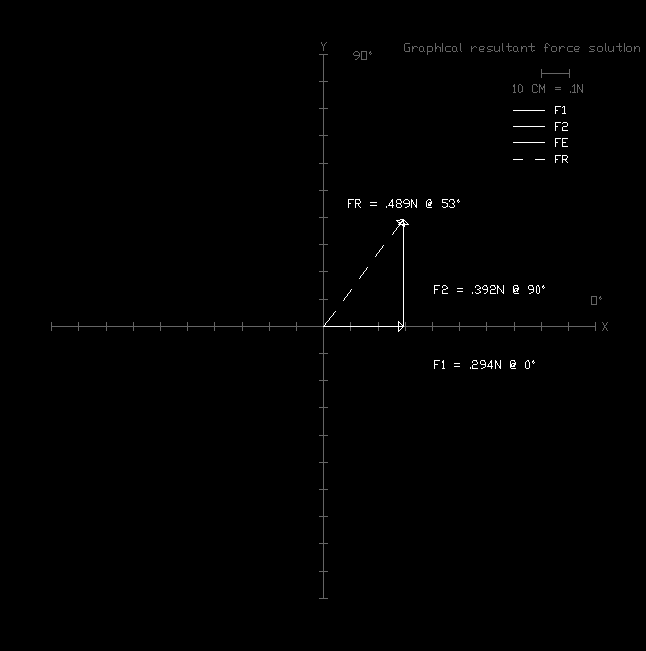 Graphical resultant force solution
Y
90°
10 CM = .1N
F1
F2
FE
FR
FR = .489N @ 53°
F2 = .392N @ 90°
0°
X
F1 = .294N @ 0°